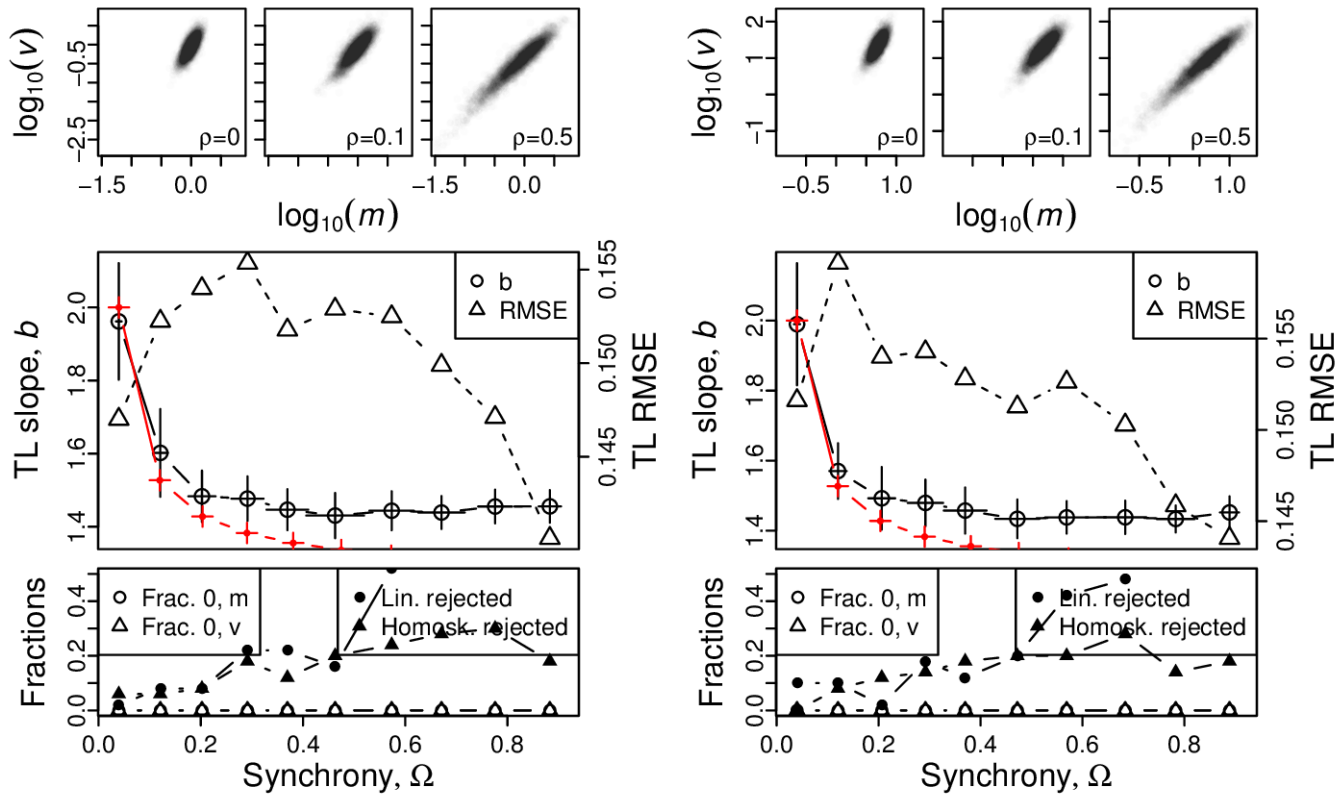 log10(v)
−0.5
−2.5
ρ=0
ρ=0.1
ρ=0.5
−1.5
0.0
−1.5
0.0
log10(m)
log10(v)
2
1
−1
ρ=0
ρ=0.1
ρ=0.5
−0.5
1.0
−0.5
1.0
log10(m)
TL slope, b
2.0
1.8
1.6
1.4
b
RMSE
0.155
0.150
0.145
TL RMSE
TL slope, b
2.0
1.8
1.6
1.4
b
RMSE
0.155
0.150
0.145
TL RMSE
Fractions
0.4
0.2
0.0
Frac. 0, m
Frac. 0, v
Lin. rejected
Homosk. rejected
0.0
0.2
0.4
0.6
0.8
Synchrony, Ω
Fractions
0.4
0.2
0.0
Frac. 0, m
Frac. 0, v
Lin. rejected
Homosk. rejected
0.0
0.2
0.4
0.6
0.8
Synchrony, Ω